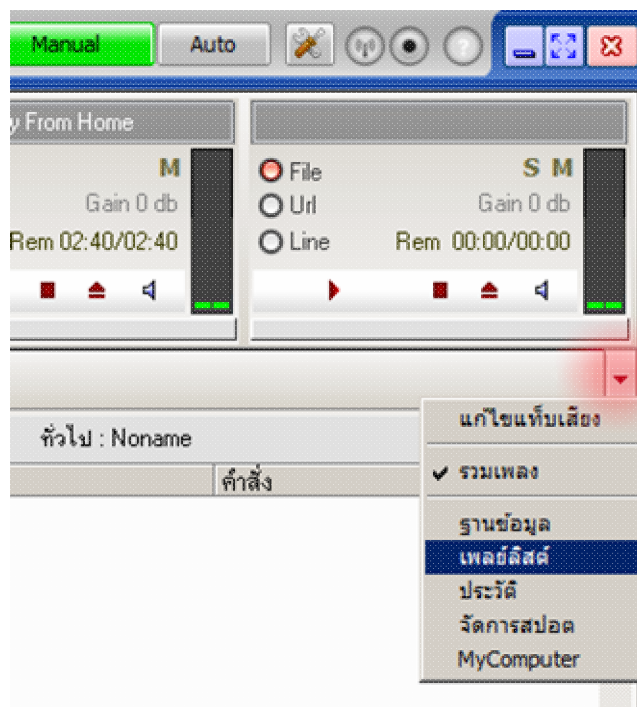 Manual Auto
y From Home
M File S M
Gain 0 db Url Gain 0 db
Rem 02:40/02:40 Line Rem 00:00/00:00
แก้ไขแท็บเสียง
ทั่วไป : Noname
คำสั่ง รวมเพลง
ฐานข้อมูล
เพลย์ลิสต์
ประวัติ
จัดการสปอต
MyComputer